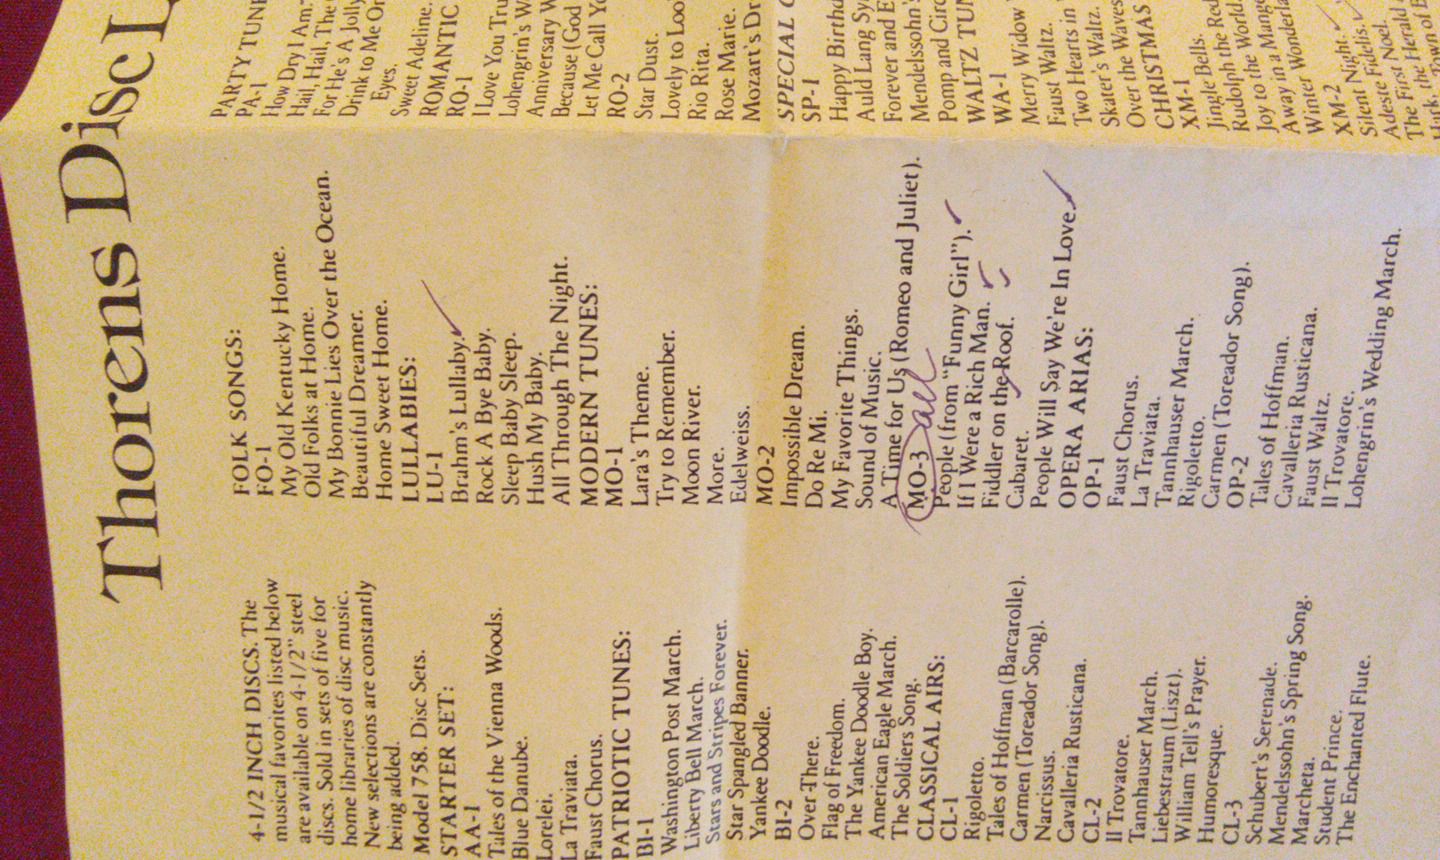 Thorens Disc
4-1/2 INCH DISCS. The
musical favorites listed below
are available on 4-1/2" steel
discs. Sold in sets of five for
home libraries of disc music.
New selections are constantly
being added.
Model 758. Disc Sets.
STARTER SET:
AA-1
Tales of the Vienna Woods.
Blue Danube.
Lorelei.
La Traviata.
Faust Chorus.
PATRIOTIC TUNES:
BI-1
Washington Post March.
Liberty Bell March.
Stars and Stripes Forever.
Star Spangled Banner.
Yankee Doodle.
BI-2
Over There.
Flag of Freedom.
The Yankee Doodle Boy.
American Eagle March.
The Soldiers Song.
CLASSICAL AIRS:
CL-1
Rigoletto.
Tales of Hoffman (Barcarolle).
Carmen (Toreador Song).
Narcissus.
Cavalleria Rusticana.
CL-2
Il Trovatore.
Tannhauser March.
Liebestraum (Liszt).
William Tell's Prayer.
Humoresque.
CL-3
Schubert's Serenade.
Mendelssohn's Spring Song.
Marcheta.
Student Prince.
The Enchanted Flute.
FOLK SONGS:
FO-1
My Old Kentucky Home.
Old Folks at Home.
My Bonnie Lies Over the Ocean.
Beautiful Dreamer.
Home Sweet Home.
LULLABIES:
LU-1
Brahm's Lullaby.
Rock A Bye Baby.
Sleep Baby Sleep.
Hush My Baby.
All Through The Night.
MODERN TUNES:
MO-1
Lara's Theme.
Try to Remember.
Moon River.
More.
Edelweiss.
MO-2
Impossible Dream.
Do Re Mi.
My Favorite Things.
Sound of Music.
A Time for Us (Romeo and Juliet).
MO-3 all
People (from "Funny Girl").
If I Were a Rich Man.
Fiddler on the Roof.
Cabaret.
People Will Say We're In Love.
OPERA ARIAS:
OP-1
Faust Chorus.
La Traviata.
Tannhauser March.
Rigoletto.
Carmen (Toreador Song).
OP-2
Tales of Hoffman.
Cavalleria Rusticana.
Faust Waltz.
Il Trovatore.
Lohengrin's Wedding March.
PARTY TUNE
PA-1
How Dry I Am.
Hail, Hail, The
For He's A Jolly
Drink to Me On
Eyes.
Sweet Adeline.
ROMANTIC
RO-1
I Love You Tru
Lohengrin's W
Anniversary W
Because (God
Let Me Call Yo
RO-2
Star Dust.
Lovely to Loo
Rio Rita.
Rose Marie.
Mozart's Dr
SPECIAL
SP-1
Happy Birthd
Auld Lang Sy
Forever and E
Mendelssohn's
Pomp and Circ
WALTZ TUN
WA-1
Merry Widow
Faust Waltz.
Two Hearts in
Skater's Waltz.
Over the Waves
CHRISTMAS
XM-1
Jingle Bells.
Rudolph the Red
Joy to the World.
Away in a Manger
Winter Wonderla
XM-2
Silent Night.
Adeste Fidelis.
The First Noel.
Hark, the Herald
Town of B